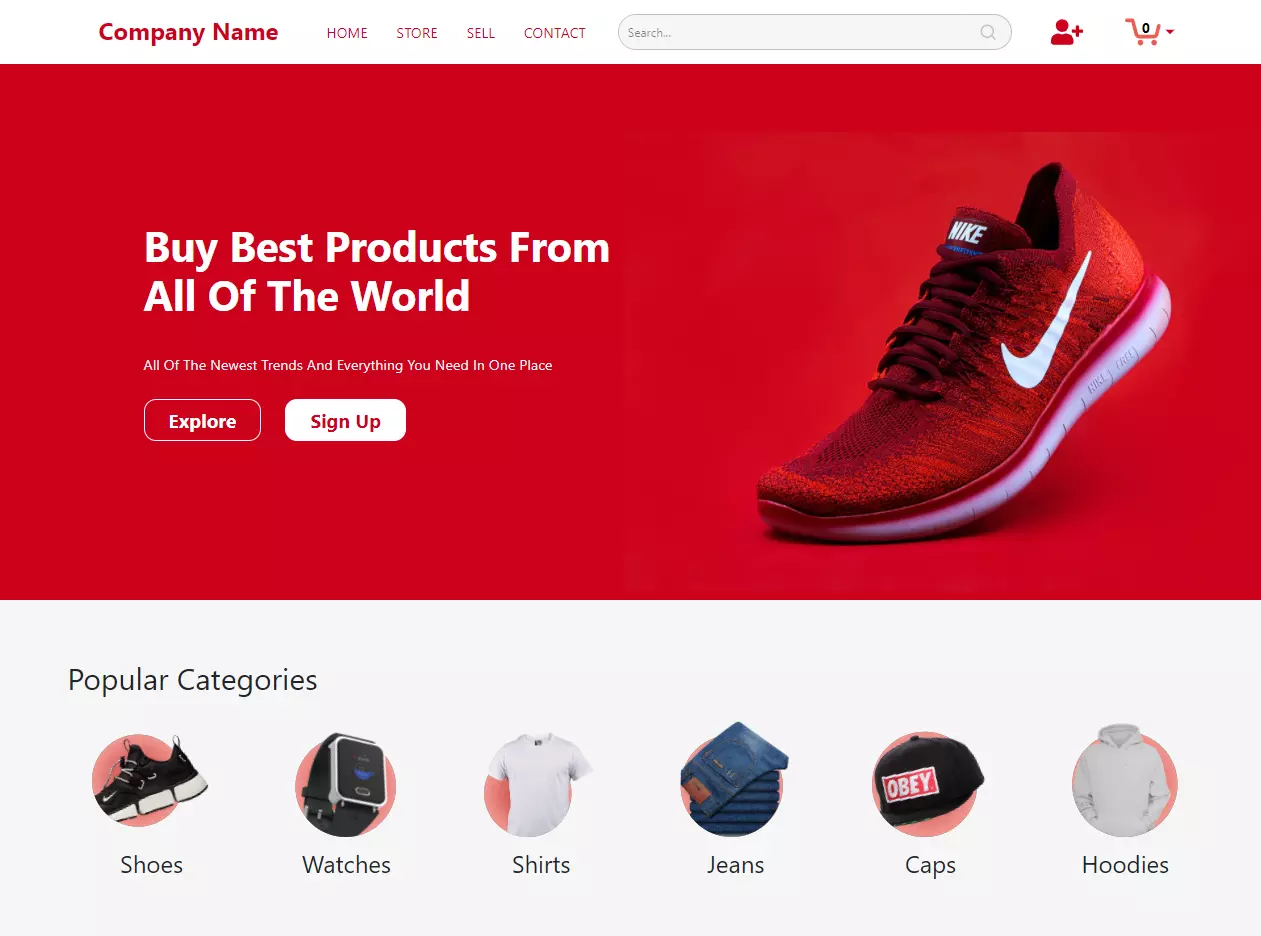 Company Name
HOME
STORE
SELL
CONTACT
Search...
0
Buy Best Products From
All Of The World
All Of The Newest Trends And Everything You Need In One Place
Explore
Sign Up
NIKE
NIKE FREE
Popular Categories
OBEY
Shoes
Watches
Shirts
Jeans
Caps
Hoodies